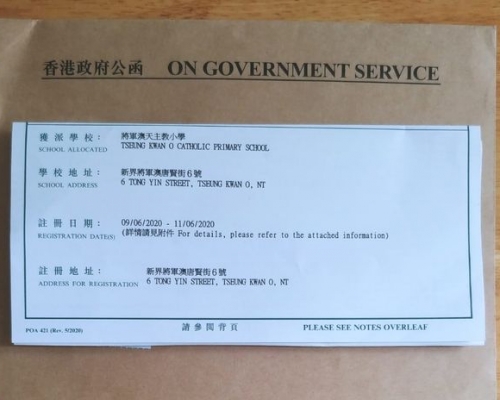 香港政府公函 ON GOVERNMENT SERVICE
獲派學校： 將軍澳天主教小學
SCHOOL ALLOCATED TSEUNG KWAN O CATHOLIC PRIMARY SCHOOL
學校地址： 新界將軍澳唐賢街6號
SCHOOL ADDRESS 6 TONG YIN STREET, TSEUNG KWAN O, NT
註冊日期： 09/06/2020 - 11/06/2020
REGISTRATION DATE(S) (詳情請見附件 For details, please refer to the attached information)
註冊地址： 新界將軍澳唐賢街6號
ADDRESS FOR REGISTRATION 6 TONG YIN STREET, TSEUNG KWAN O, NT
POA 421 (Rev. 5/2020) 請參閱背頁 PLEASE SEE NOTES OVERLEAF